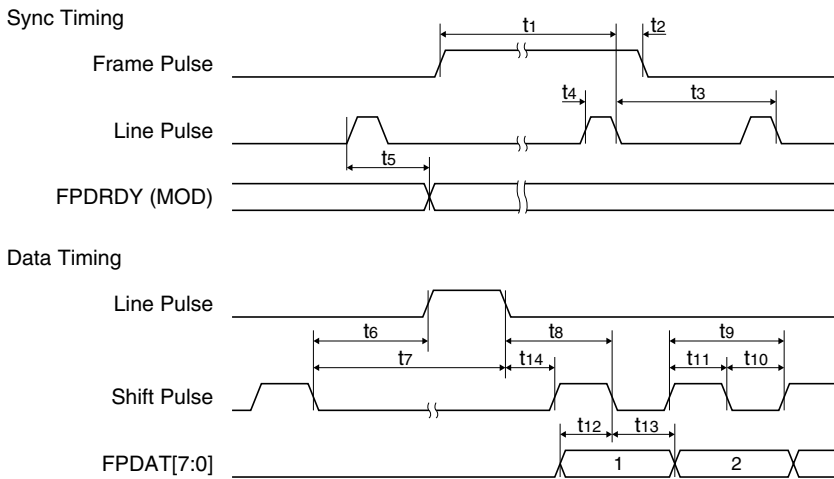 Sync Timing
t1
t2
Frame Pulse
t4
t3
Line Pulse
t5
FPDRDY (MOD)
Data Timing
Line Pulse
t6
t8
t9
t7
t14
t11
t10
Shift Pulse
t12
t13
FPDAT[7:0]
1
2